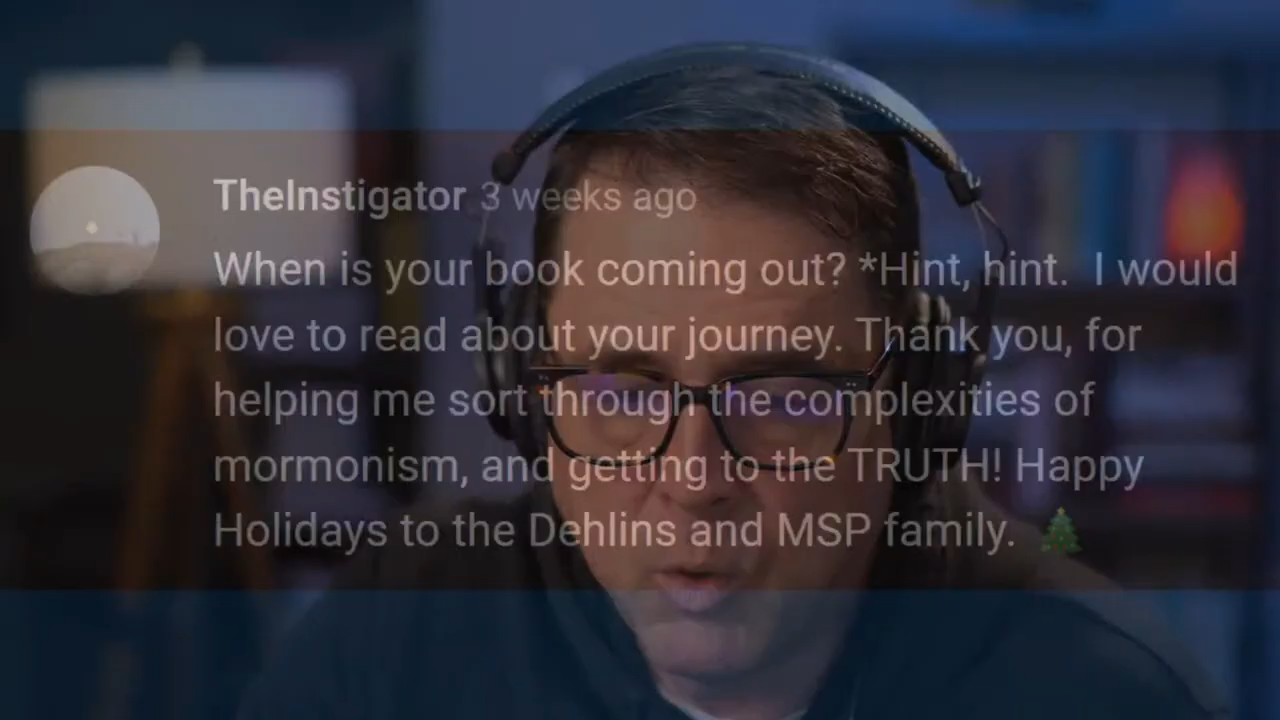 TheInstigator 3 weeks ago
When is your book coming out? *Hint, hint. I would
love to read about your journey. Thank you, for
helping me sort through the complexities of
mormonism, and getting to the TRUTH! Happy
Holidays to the Dehlins and MSP family. 🎄